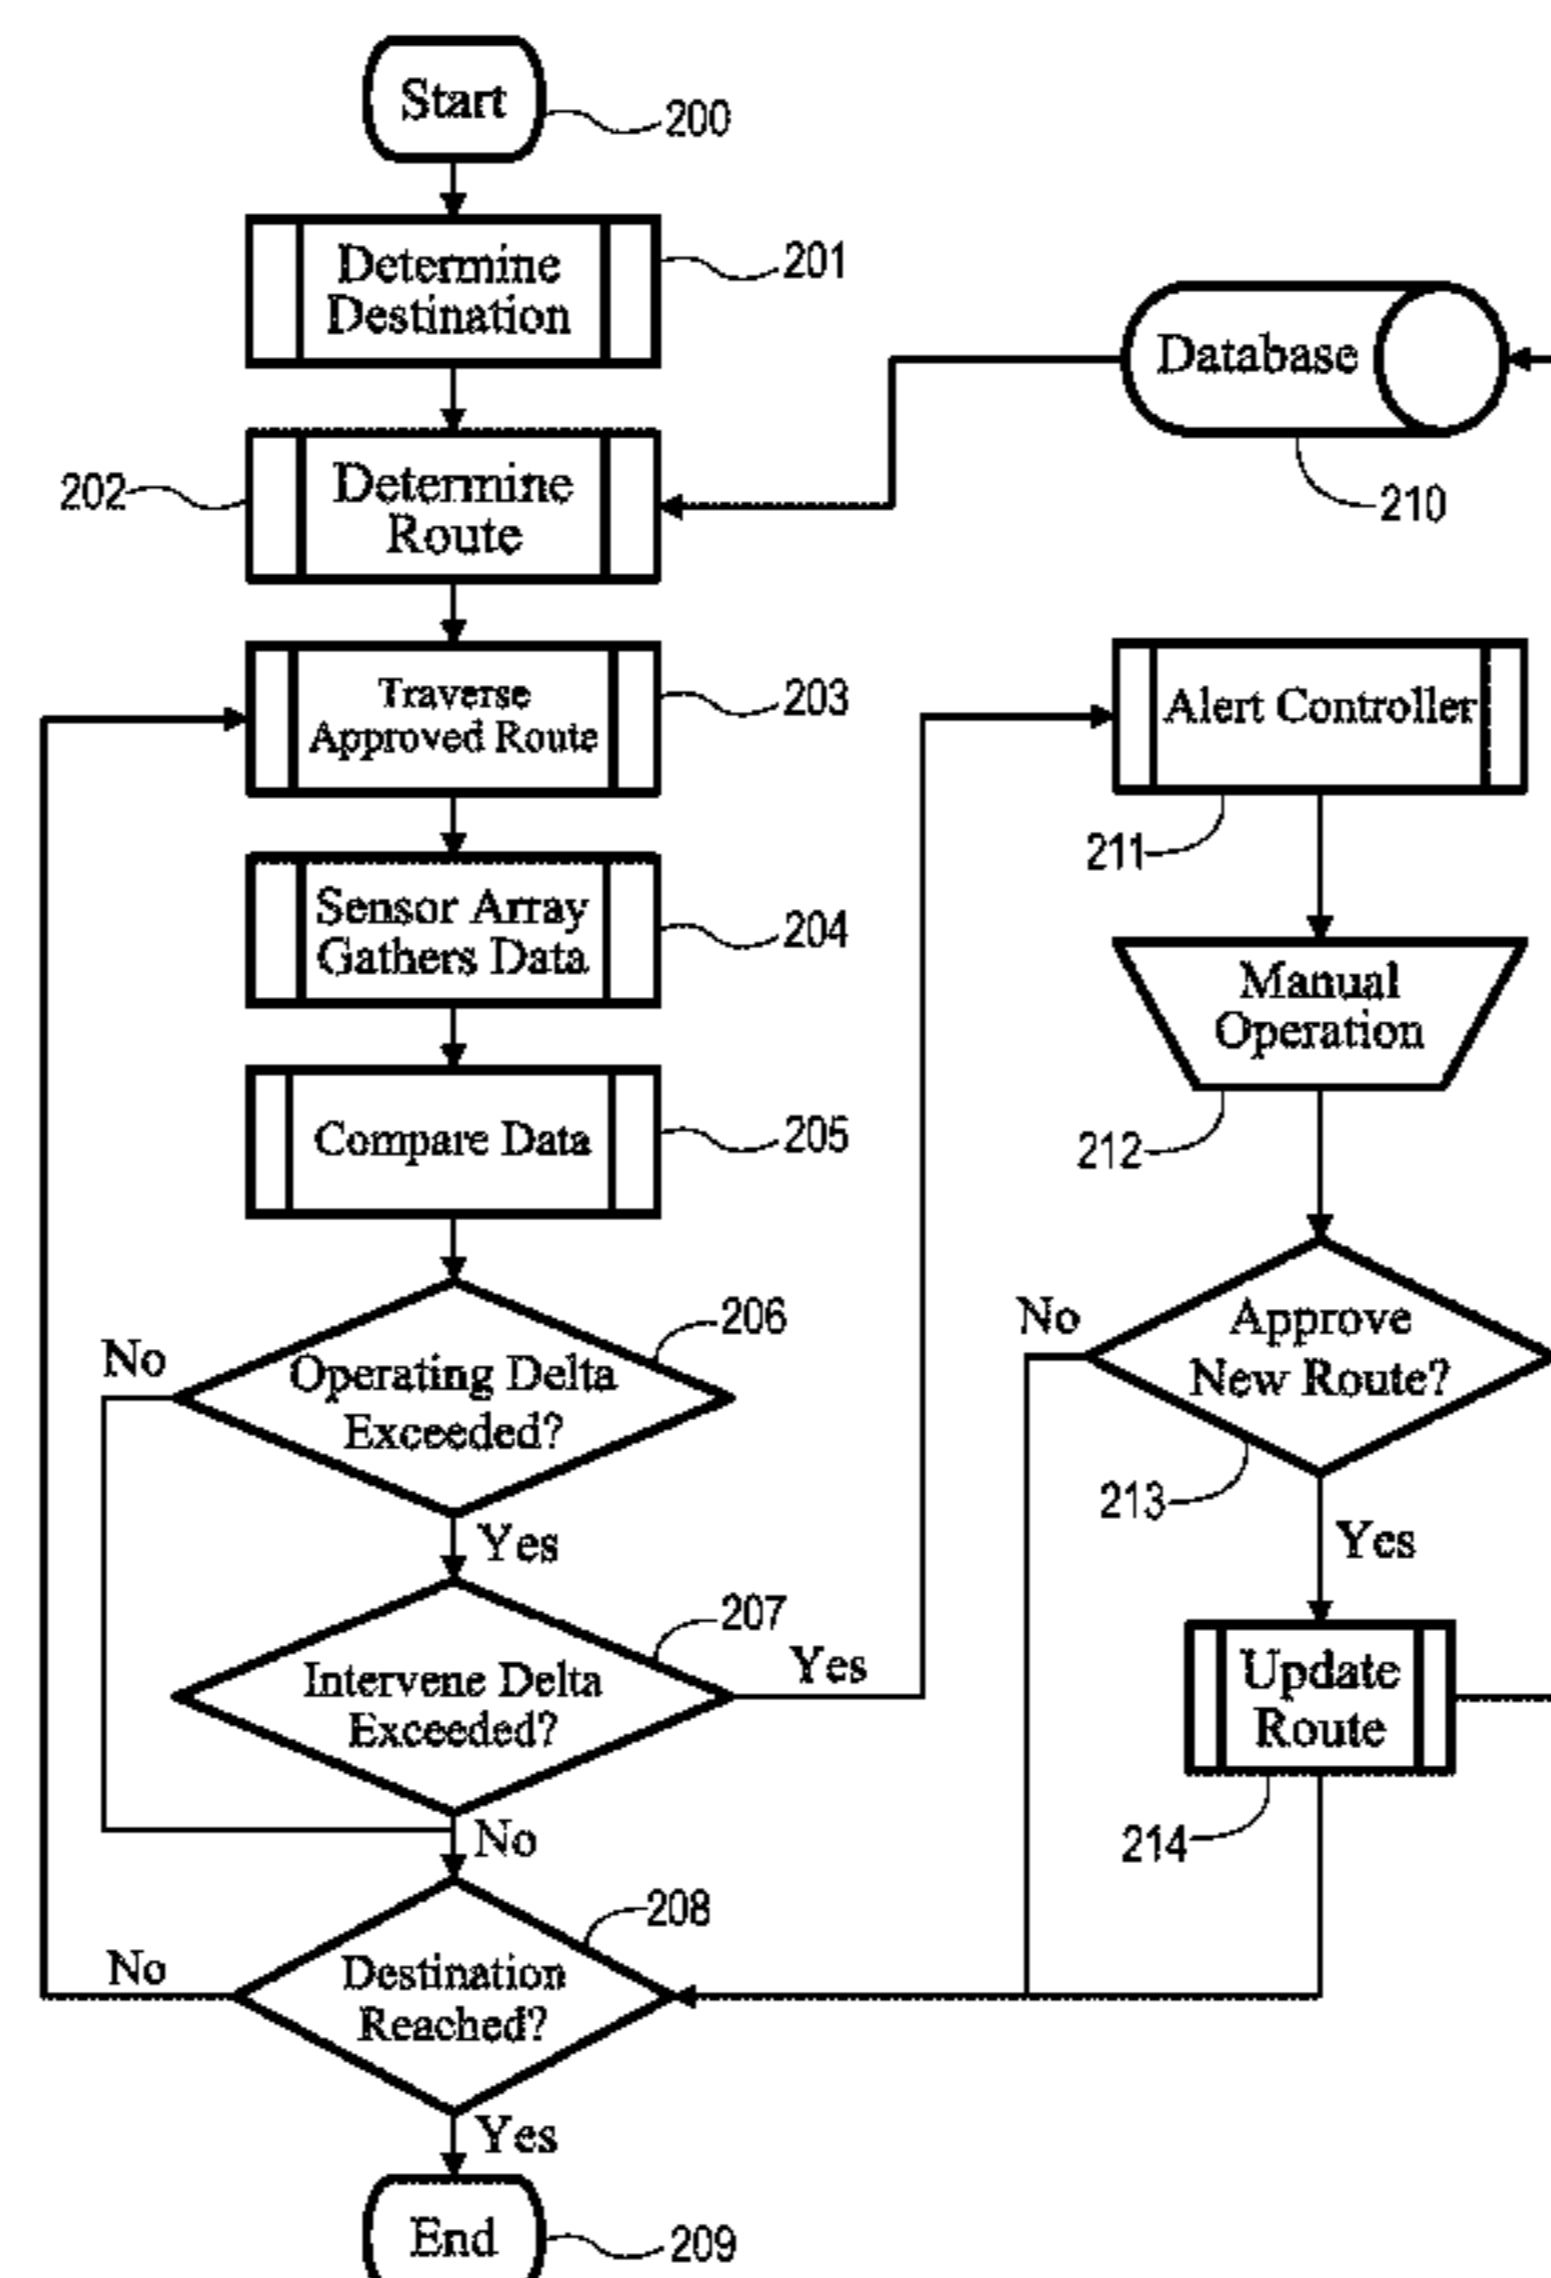 Start
200
Determine
Destination
201
Database
210
202
Determine
Route
Traverse
Approved Route
203
Alert Controller
211
Sensor Array
Gathers Data
204
Manual
Operation
212
Compare Data
205
No
Operating Delta
Exceeded?
206
Yes
No
Approve
New Route?
213
Yes
Intervene Delta
Exceeded?
207
Yes
No
Update
Route
214
No
Destination
Reached?
208
Yes
End
209